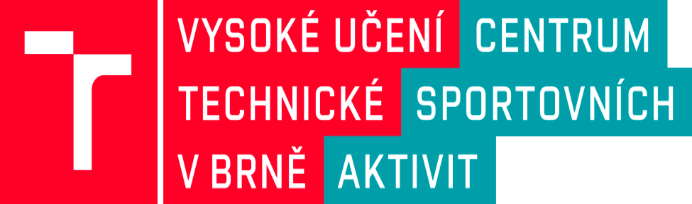 VYSOKÉ UČENÍ CENTRUM
TECHNICKÉ SPORTOVNÍCH
V BRNĚ AKTIVIT